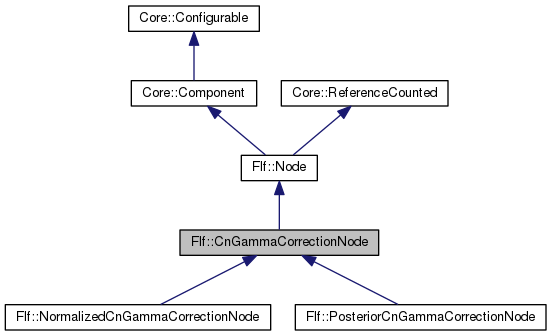 Core::Configurable
Core::Component
Core::ReferenceCounted
Flf::Node
Flf::CnGammaCorrectionNode
Flf::NormalizedCnGammaCorrectionNode
Flf::PosteriorCnGammaCorrectionNode